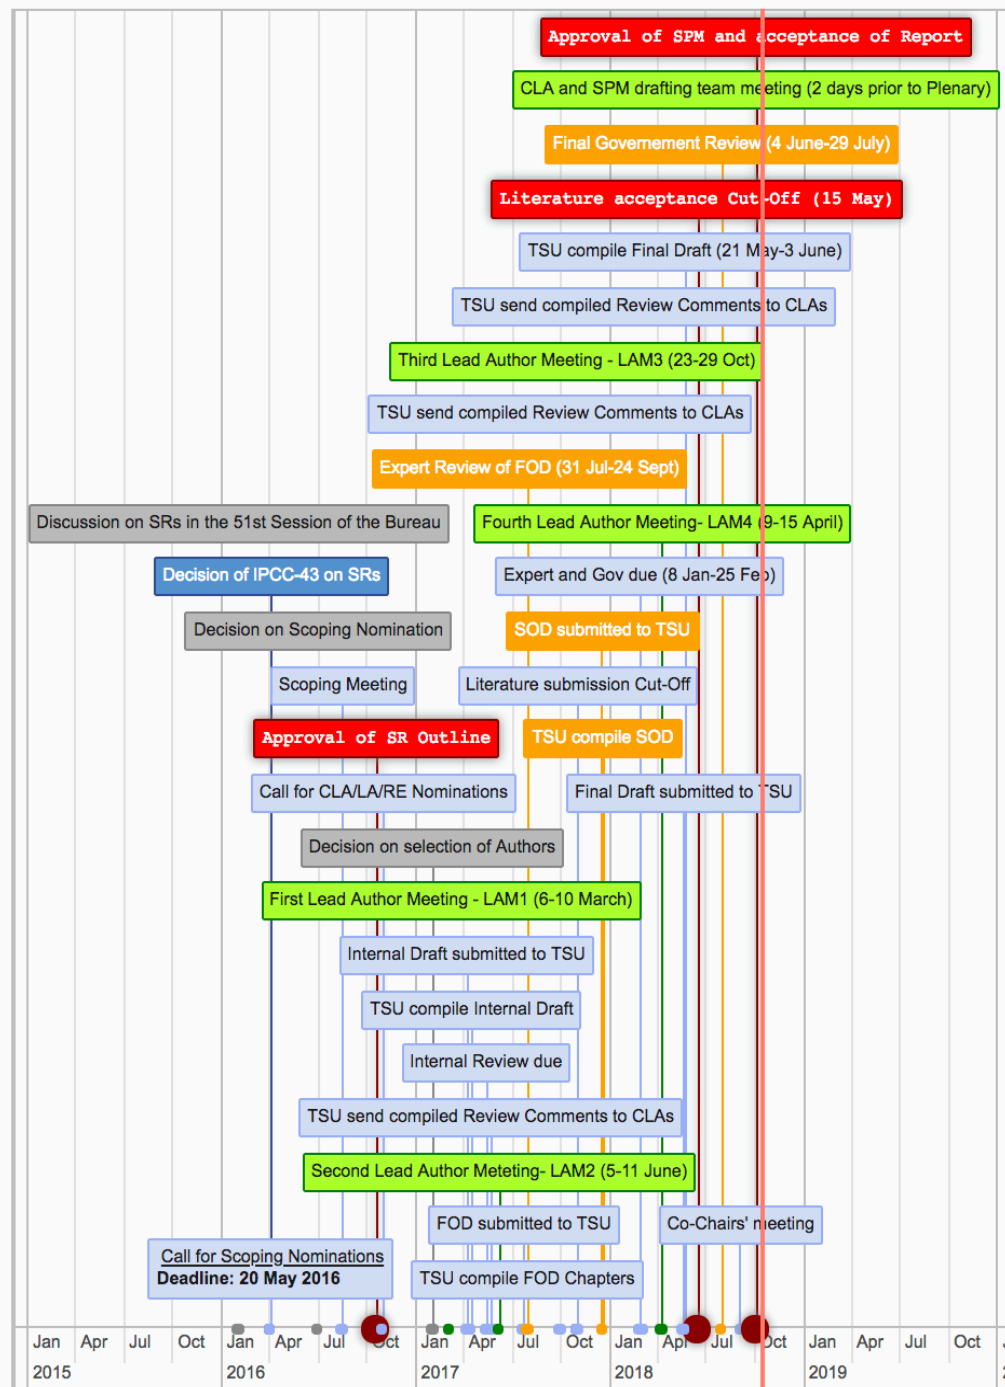 Approval of SPM and acceptance of Report
CLA and SPM drafting team meeting (2 days prior to Plenary)
Final Governement Review (4 June-29 July)
Literature acceptance Cut-Off (15 May)
TSU compile Final Draft (21 May-3 June)
TSU send compiled Review Comments to CLAs
Third Lead Author Meeting - LAM3 (23-29 Oct)
TSU send compiled Review Comments to CLAs
Expert Review of FOD (31 Jul-24 Sept)
Discussion on SRs in the 51st Session of the Bureau
Fourth Lead Author Meeting- LAM4 (9-15 April)
Decision of IPCC-43 on SRs
Expert and Gov due (8 Jan-25 Feb)
Decision on Scoping Nomination
SOD submitted to TSU
Scoping Meeting
Literature submission Cut-Off
Approval of SR Outline
TSU compile SOD
Call for CLA/LA/RE Nominations
Final Draft submitted to TSU
Decision on selection of Authors
First Lead Author Meeting - LAM1 (6-10 March)
Internal Draft submitted to TSU
TSU compile Internal Draft
Internal Review due
TSU send compiled Review Comments to CLAs
Second Lead Author Meteting- LAM2 (5-11 June)
FOD submitted to TSU
Co-Chairs' meeting
Call for Scoping Nominations
Deadline: 20 May 2016
TSU compile FOD Chapters
Jan Apr Jul Oct Jan Apr Jul Oct Jan Apr Jul Oct Jan Apr Jul Oct Jan Apr Jul Oct
2015 2016 2017 2018 2019